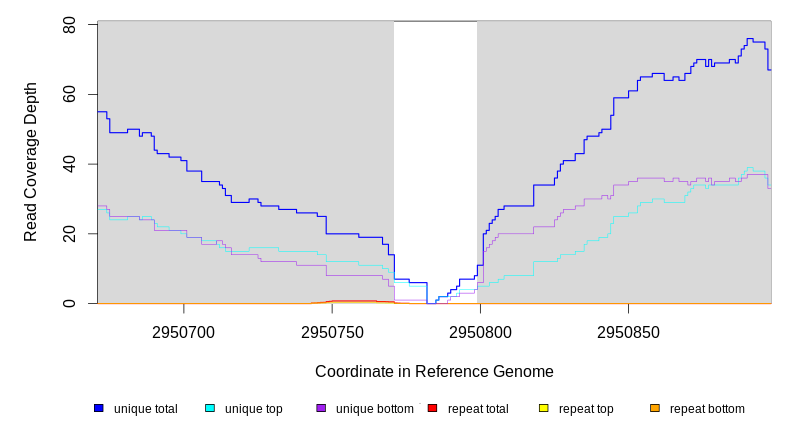 80
60
40
20
0
Read Coverage Depth
2950700 2950750 2950800 2950850
Coordinate in Reference Genome
unique total unique top unique bottom repeat total repeat top repeat bottom